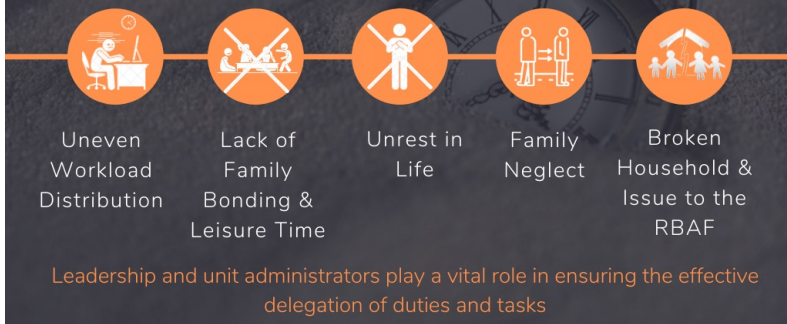 Uneven
Workload
Distribution
Lack of
Family
Bonding &
Leisure Time
Unrest in
Life
Family
Neglect
Broken
Household &
Issue to the
RBAF
Leadership and unit administrators play a vital role in ensuring the effective
delegation of duties and tasks